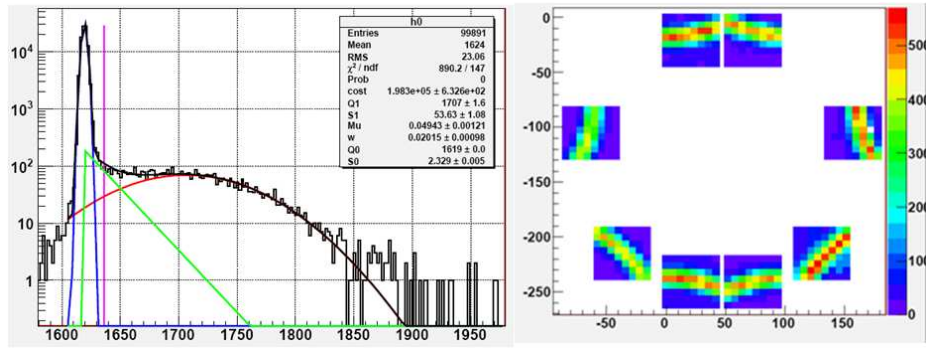 h0
Entries 99891
Mean 1624
RMS 23.06
χ² / ndf 890.2 / 147
Prob 0
cost 1.983e+05 ± 6.326e+02
Q1 1707 ± 1.6
S1 53.63 ± 1.08
Mu 0.04943 ± 0.00121
w 0.02015 ± 0.00098
Q0 1619 ± 0.0
S0 2.329 ± 0.005
10⁴
10³
10²
10
1
1600 1650 1700 1750 1800 1850 1900 1950
0
-50
-100
-150
-200
-250
-50 0 50 100 150
500
400
300
200
100
0